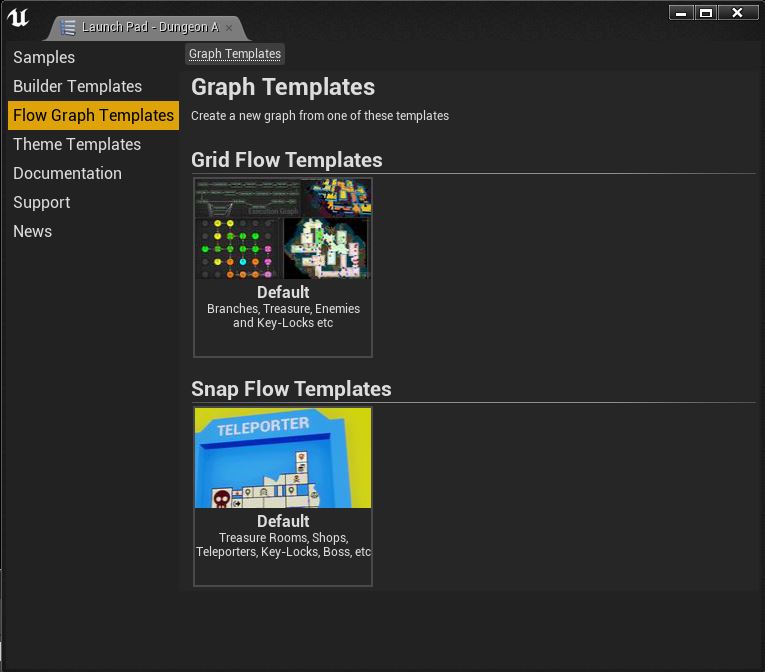 Launch Pad - Dungeon A
Samples
Builder Templates
Flow Graph Templates
Theme Templates
Documentation
Support
News
Graph Templates
Graph Templates
Create a new graph from one of these templates
Grid Flow Templates
Execution Graph
Default
Branches, Treasure, Enemies
and Key-Locks etc
Snap Flow Templates
TELEPORTER
Default
Treasure Rooms, Shops,
Teleporters, Key-Locks, Boss, etc